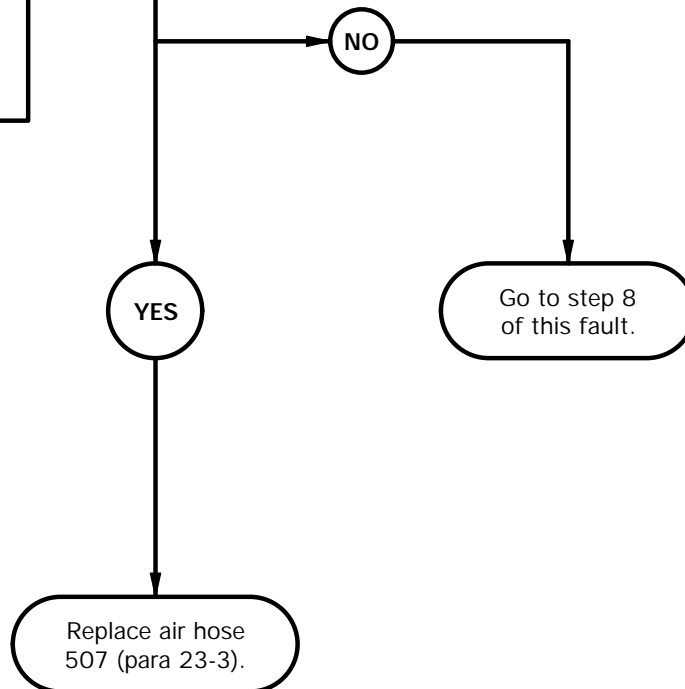 NO
YES
Go to step 8
of this fault.
Replace air hose
507 (para 23-3).